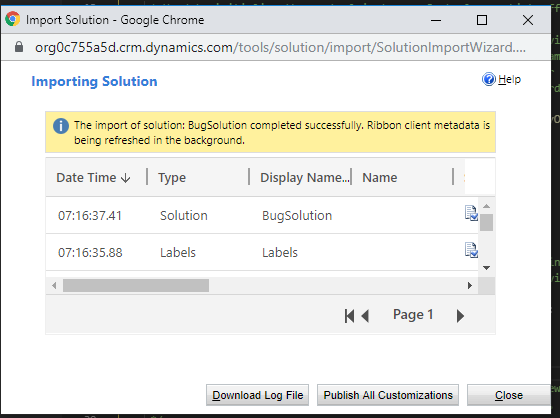 Import Solution - Google Chrome
org0c755a5d.crm.dynamics.com/tools/solution/import/SolutionImportWizard....
Importing Solution
Help
The import of solution: BugSolution completed successfully. Ribbon client metadata is
being refreshed in the background.
Date Time Type Display Name... Name
07:16:37.41 Solution BugSolution
07:16:35.88 Labels Labels
Page 1
Download Log File Publish All Customizations Close